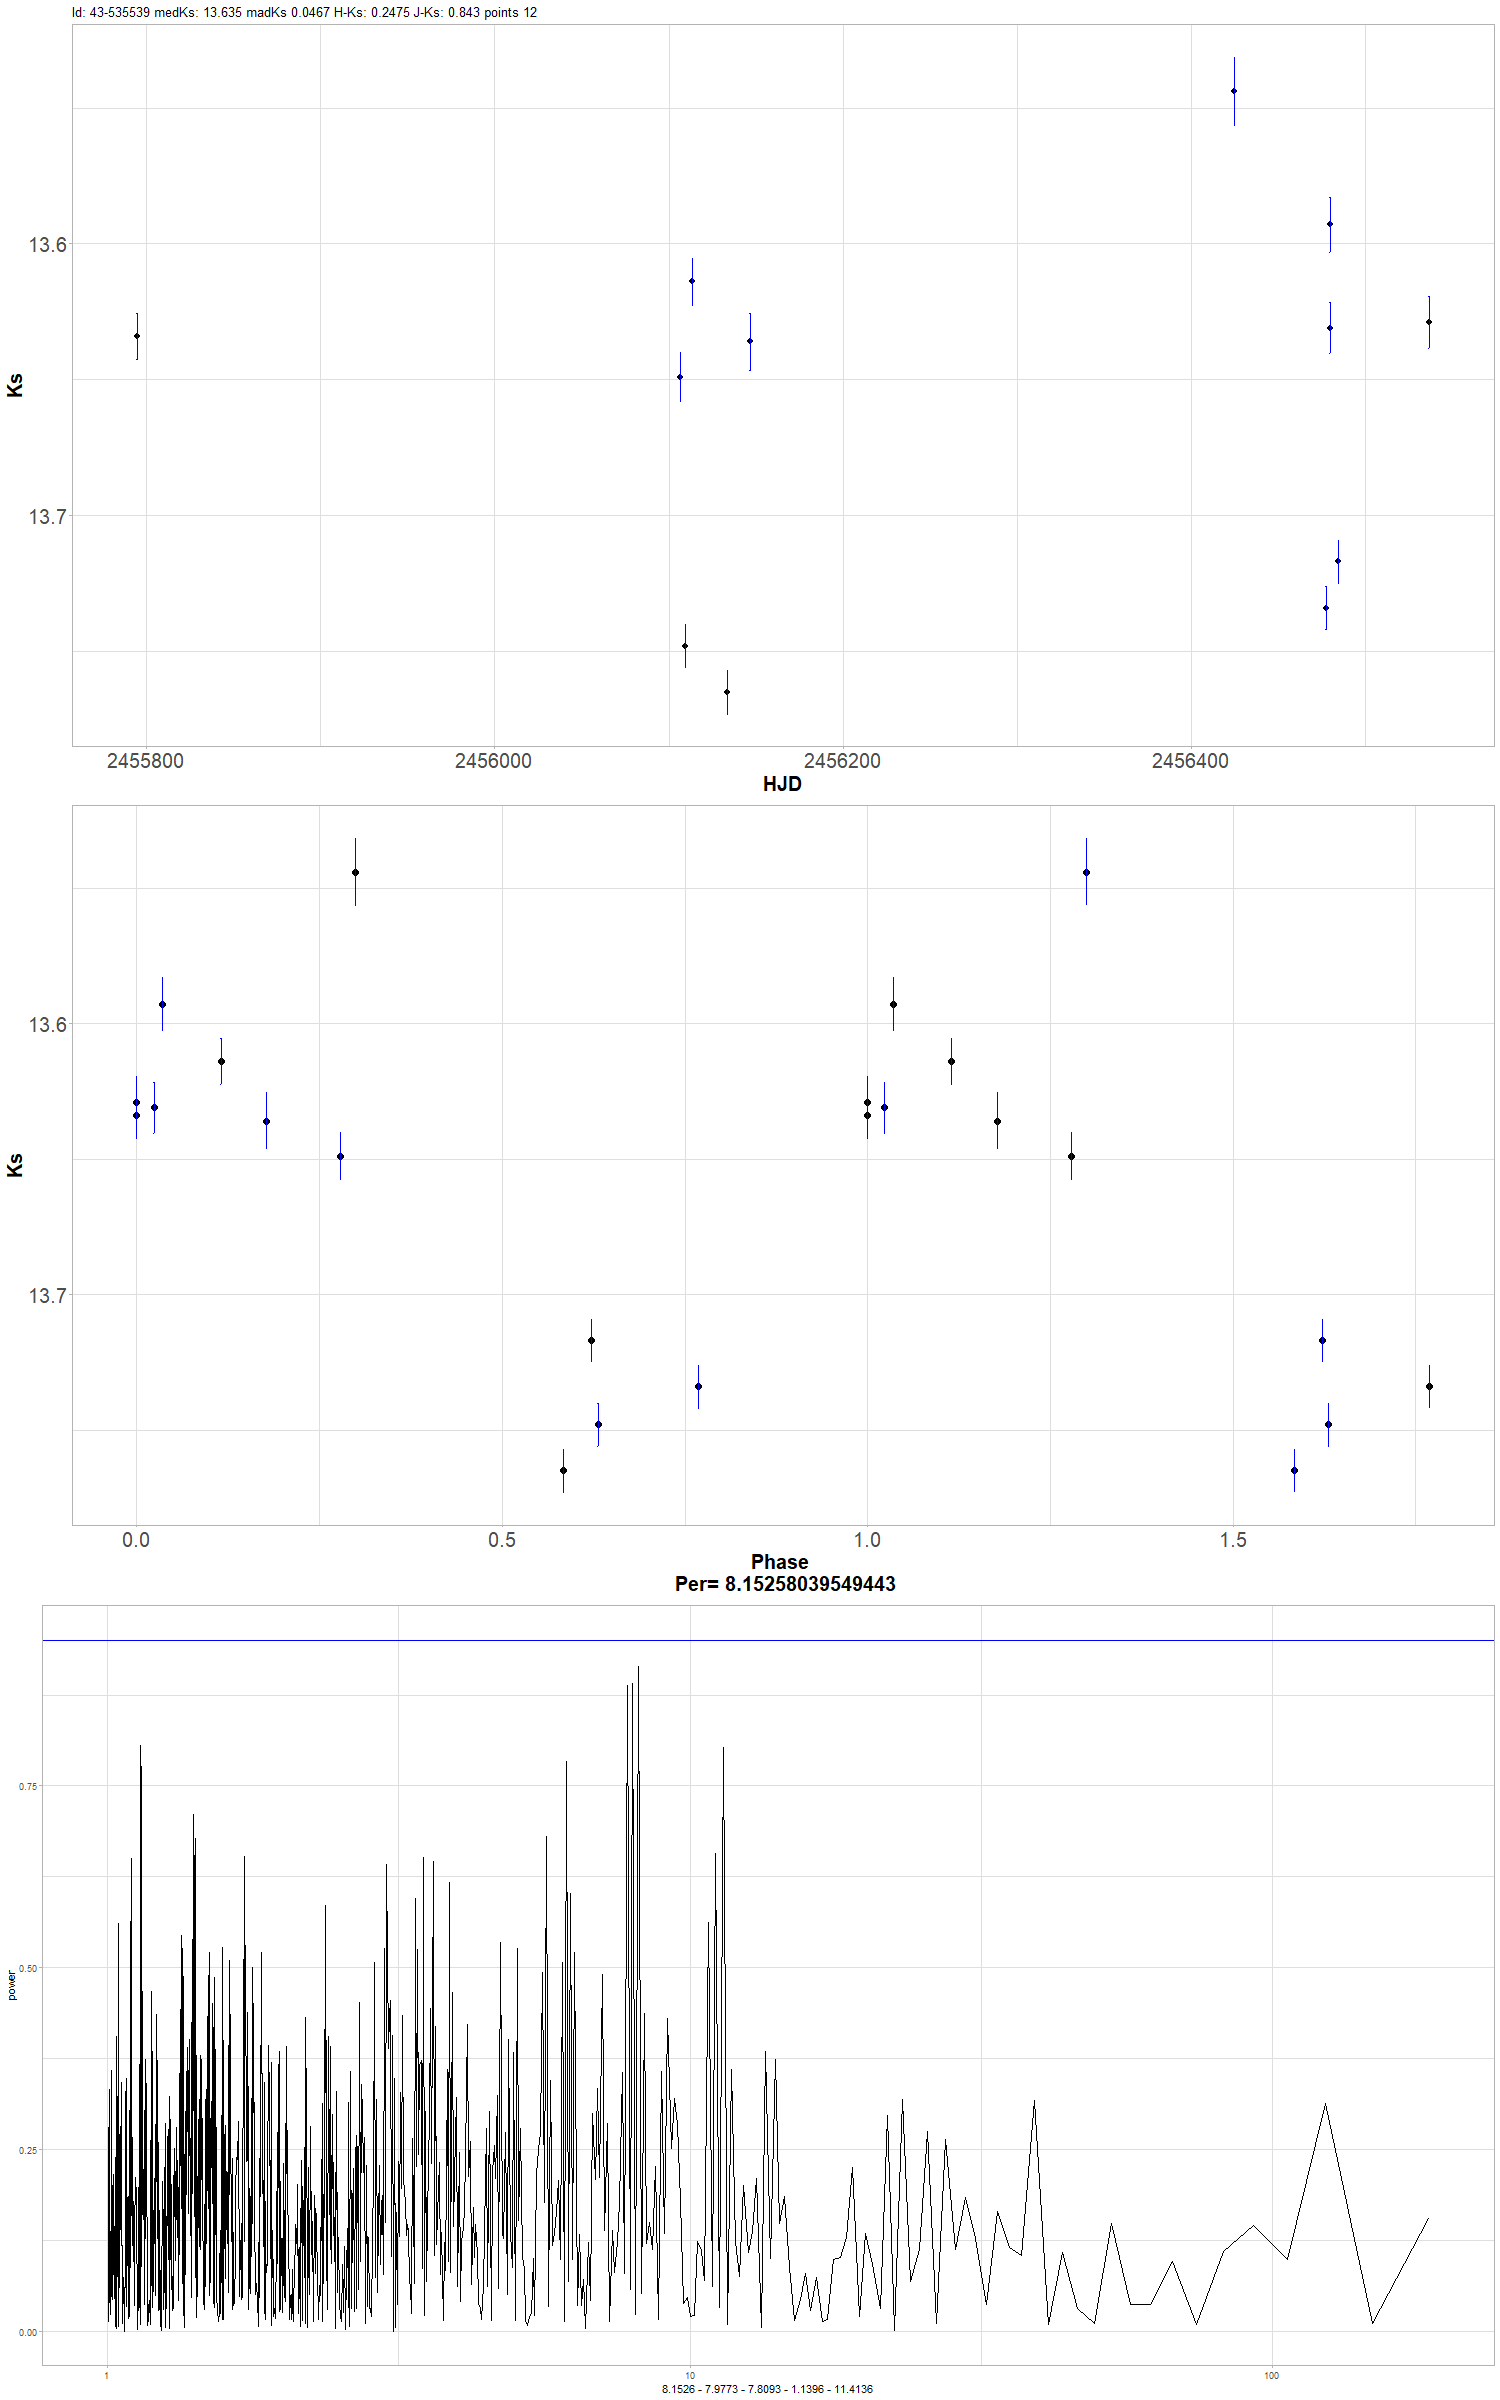 Id: 43-535539 medKs: 13.635 madKs 0.0467 H-Ks: 0.2475 J-Ks: 0.843 points 12
13.6
13.7
Ks
2455800 2456000 2456200 2456400
HJD
13.6
13.7
Ks
0.0 0.5 1.0 1.5
Phase
Per= 8.15258039549443
0.75
0.50
0.25
0.00
power
1 10 100
8.1526 - 7.9773 - 7.8093 - 1.1396 - 11.4136